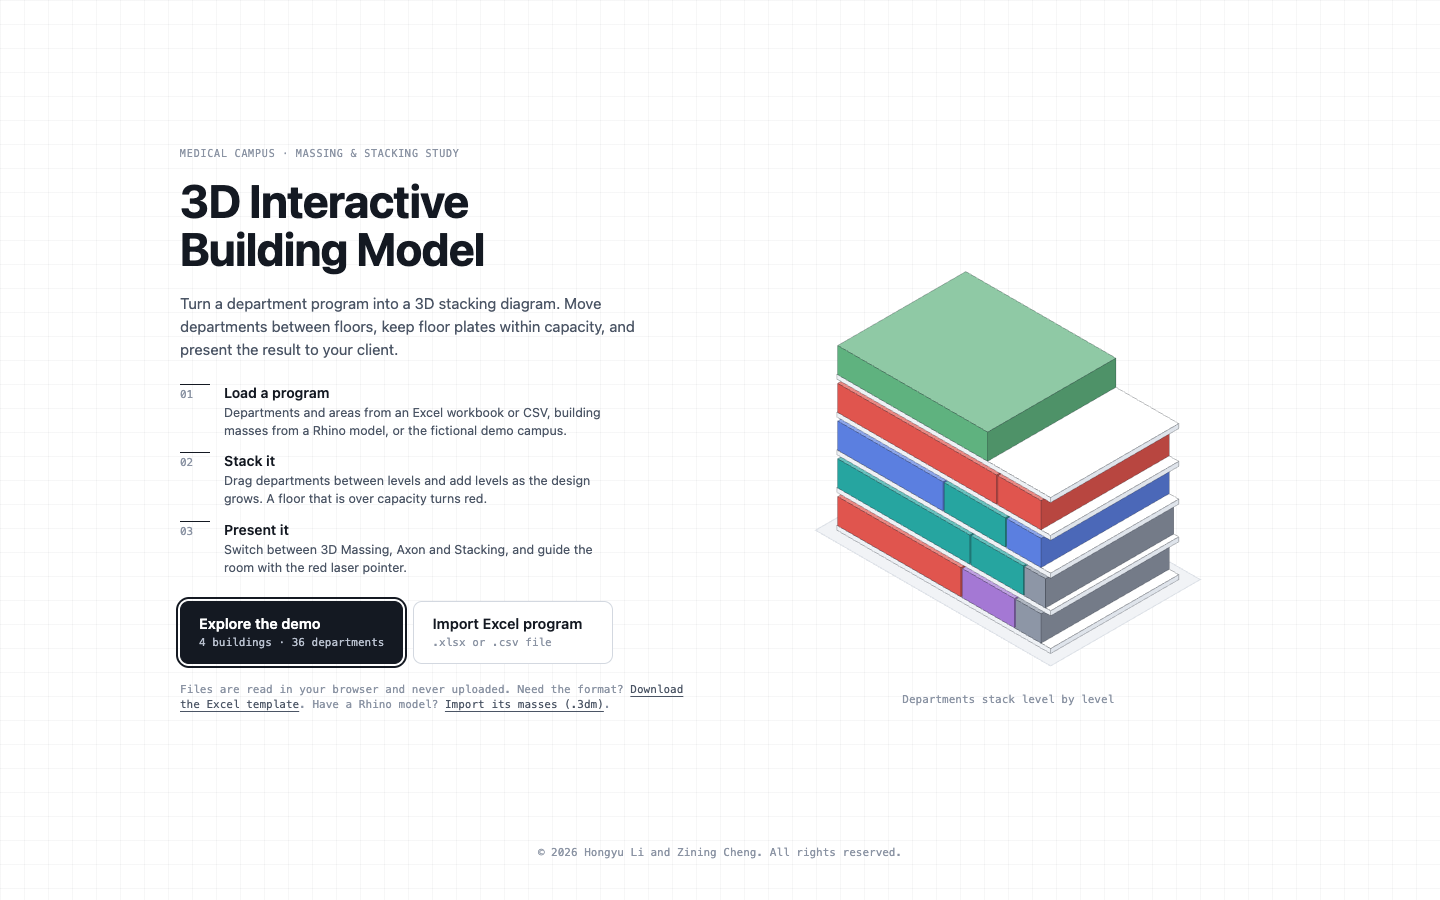 MEDICAL CAMPUS · MASSING & STACKING STUDY
3D Interactive
Building Model
Turn a department program into a 3D stacking diagram. Move
departments between floors, keep floor plates within capacity, and
present the result to your client.
01
Load a program
Departments and areas from an Excel workbook or CSV, building
masses from a Rhino model, or the fictional demo campus.
02
Stack it
Drag departments between levels and add levels as the design
grows. A floor that is over capacity turns red.
03
Present it
Switch between 3D Massing, Axon and Stacking, and guide the
room with the red laser pointer.
Explore the demo
4 buildings · 36 departments
Import Excel program
.xlsx or .csv file
Files are read in your browser and never uploaded. Need the format? Download
the Excel template. Have a Rhino model? Import its masses (.3dm).
Departments stack level by level
© 2026 Hongyu Li and Zining Cheng. All rights reserved.